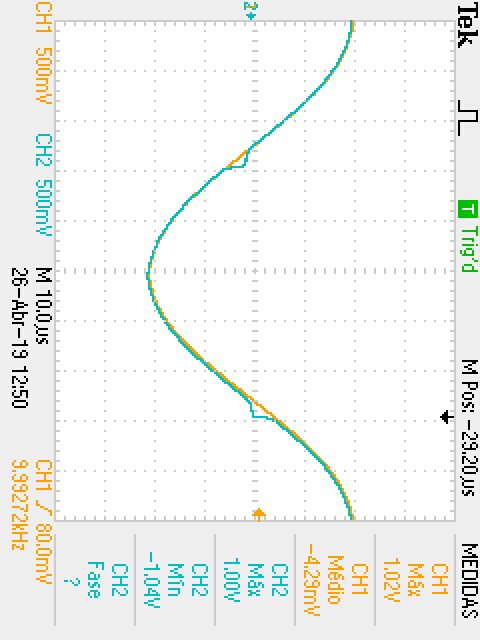 Tek T Trig'd M Pos: -29.20µs MEDIDAS
CH1
Máx
1.02V
CH1
Médio
-4.29mV
CH2
Máx
1.00V
CH2
Mín
-1.04V
CH2
Fase
?
2
CH1 500mV CH2 500mV M 10.0µs CH1 80.0mV
26-Abr-19 12:50 9.99272kHz